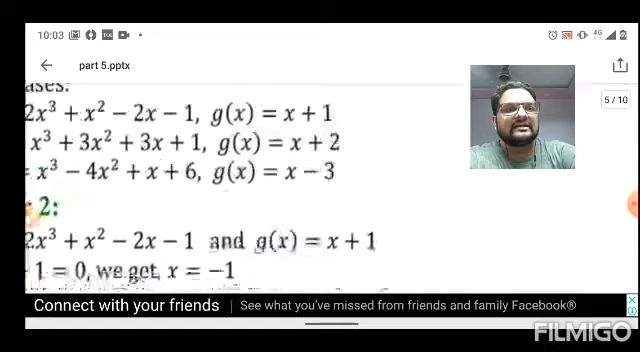 10:03
4G
part 5.pptx
5 / 10
ases:
2x³ + x² − 2x − 1, g(x) = x + 1
x³ + 3x² + 3x + 1, g(x) = x + 2
= x³ − 4x² + x + 6, g(x) = x − 3
2:
2x³ + x² − 2x − 1 and g(x) = x + 1
1 = 0, we get, x = −1
Connect with your friends | See what you've missed from friends and family Facebook®
FILMIGO